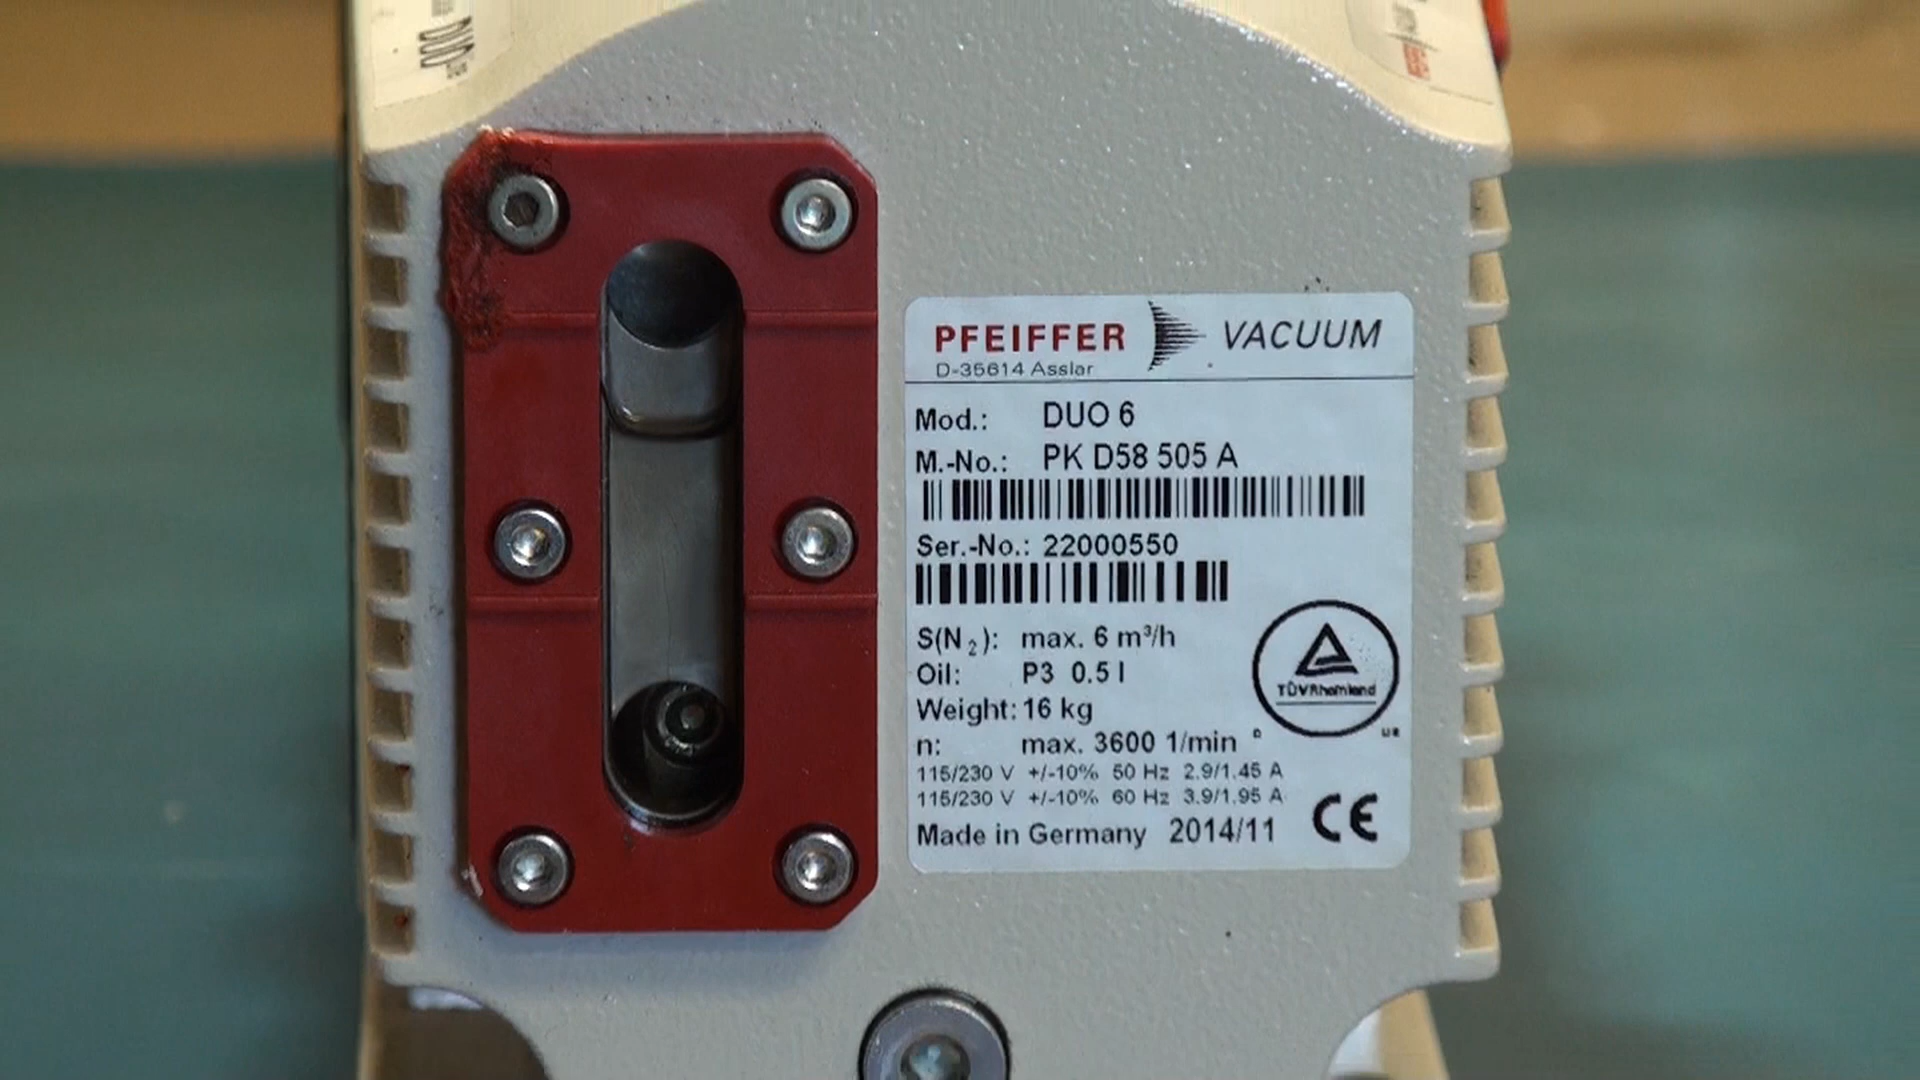 DUO
PFEIFFER VACUUM
D-35614 Asslar
Mod.: DUO 6
M.-No.: PK D58 505 A
Ser.-No.: 22000550
S(N₂): max. 6 m³/h
Oil: P3 0.5 l
Weight: 16 kg
n: max. 3600 1/min
TÜVRheinland
115/230 V +/-10% 50 Hz 2.9/1.45 A
115/230 V +/-10% 60 Hz 3.9/1.95 A
Made in Germany 2014/11 CE